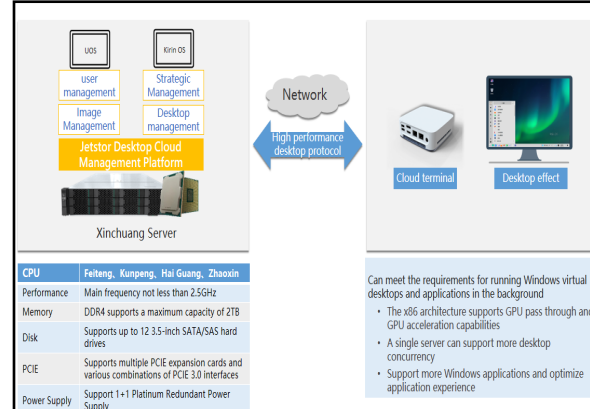 UOS
Kirin OS
user
management
Strategic
Management
Image
Management
Desktop
management
Jetstor Desktop Cloud
Management Platform
Xinchuang Server
Network
High performance
desktop protocol
Cloud terminal
Desktop effect
CPU Feiteng、Kunpeng、Hai Guang、Zhaoxin
Performance Main frequency not less than 2.5GHz
Memory DDR4 supports a maximum capacity of 2TB
Disk Supports up to 12 3.5-inch SATA/SAS hard
drives
PCIE Supports multiple PCIE expansion cards and
various combinations of PCIE 3.0 interfaces
Power Supply Support 1+1 Platinum Redundant Power
Supply
Can meet the requirements for running Windows virtual
desktops and applications in the background
• The x86 architecture supports GPU pass through and
GPU acceleration capabilities
• A single server can support more desktop
concurrency
• Support more Windows applications and optimize
application experience